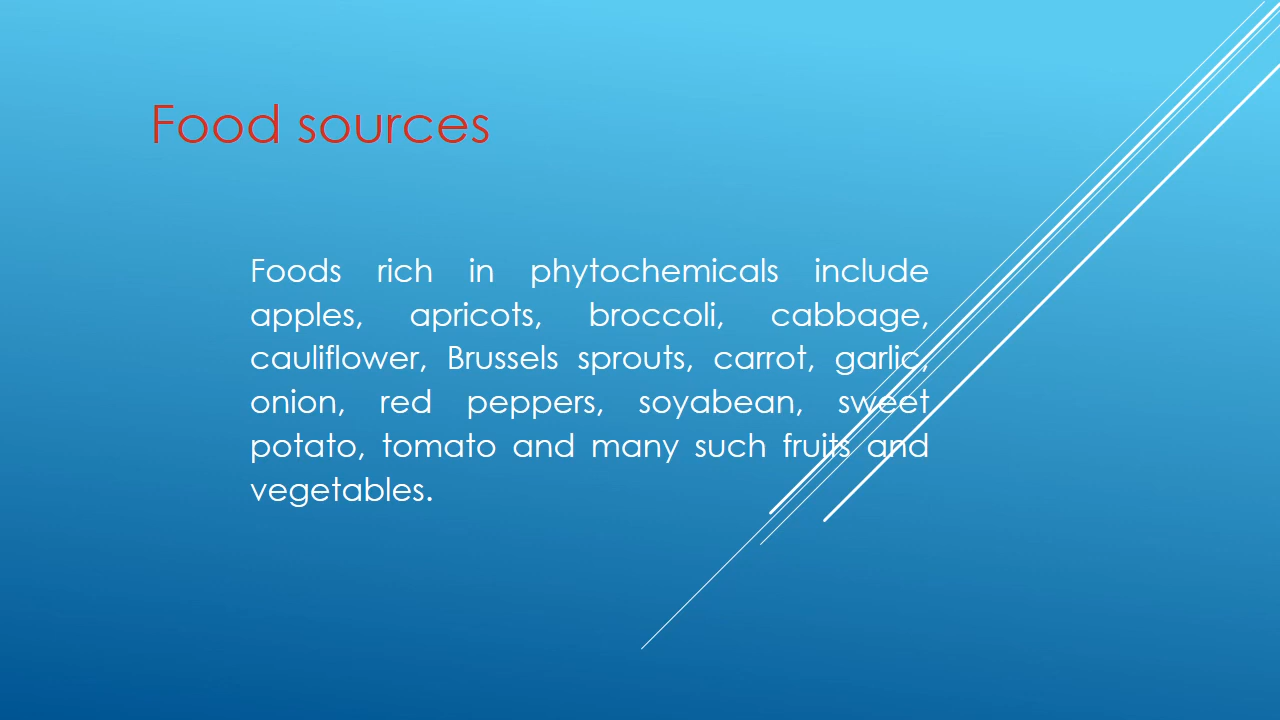 Food sources
Foods rich in phytochemicals include
apples, apricots, broccoli, cabbage,
cauliflower, Brussels sprouts, carrot, garlic,
onion, red peppers, soyabean, sweet
potato, tomato and many such fruits and
vegetables.